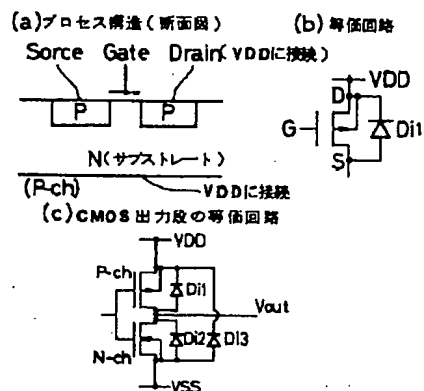 (a)プロセス構造(断面図)
Sorce Gate Drain(VDDに接続)
P P
N(サブストレート)
(P-ch) VDDに接続
(b)等価回路
VDD
D
G
Di1
S
(c)CMOS出力段の等価回路
VDD
P-ch
Di1
Vout
Di2 Di3
N-ch
VSS